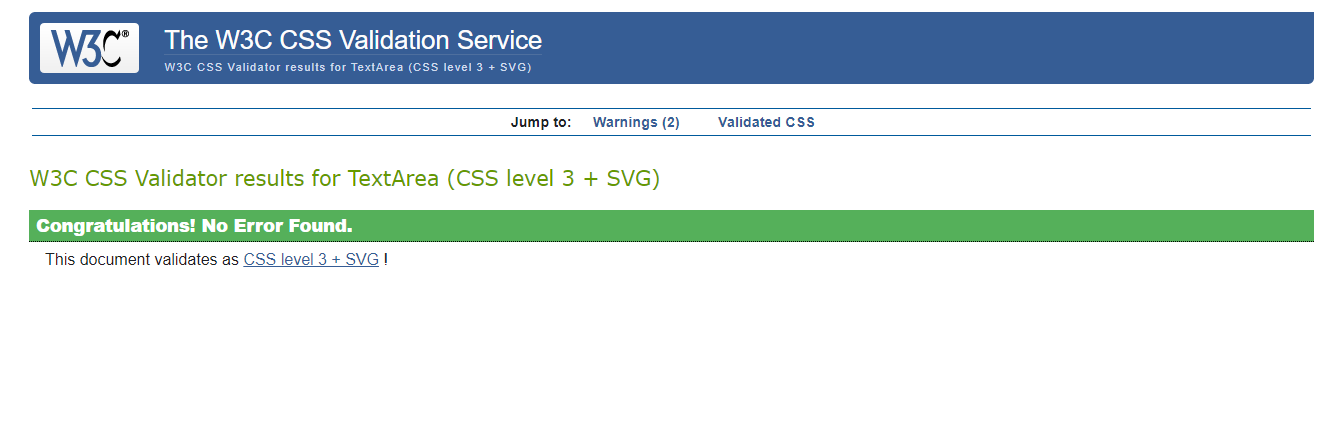 W3C® The W3C CSS Validation Service
W3C CSS Validator results for TextArea (CSS level 3 + SVG)
Jump to: Warnings (2) Validated CSS
W3C CSS Validator results for TextArea (CSS level 3 + SVG)
Congratulations! No Error Found.
This document validates as CSS level 3 + SVG !